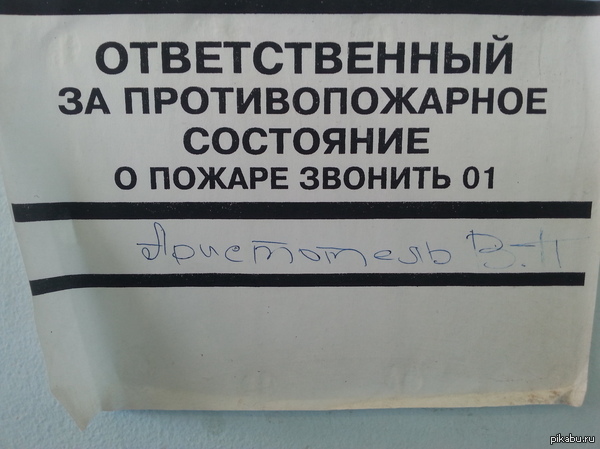 ОТВЕТСТВЕННЫЙ
ЗА ПРОТИВОПОЖАРНОЕ
СОСТОЯНИЕ
О ПОЖАРЕ ЗВОНИТЬ 01
Аристотель В.П
pikabu.ru